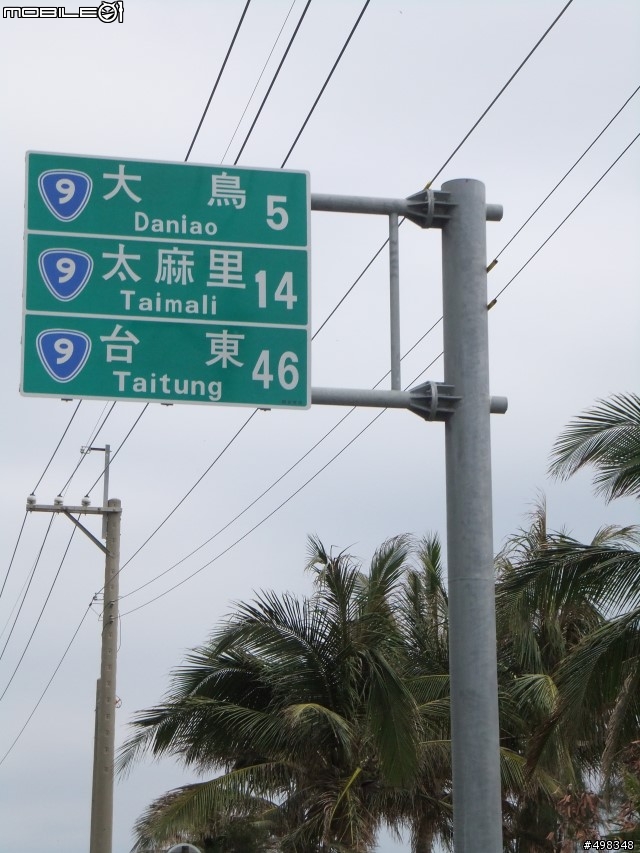 MOBILE01
9 大鳥 5
Daniao
9 太麻里 14
Taimali
9 台東 46
Taitung
#498348